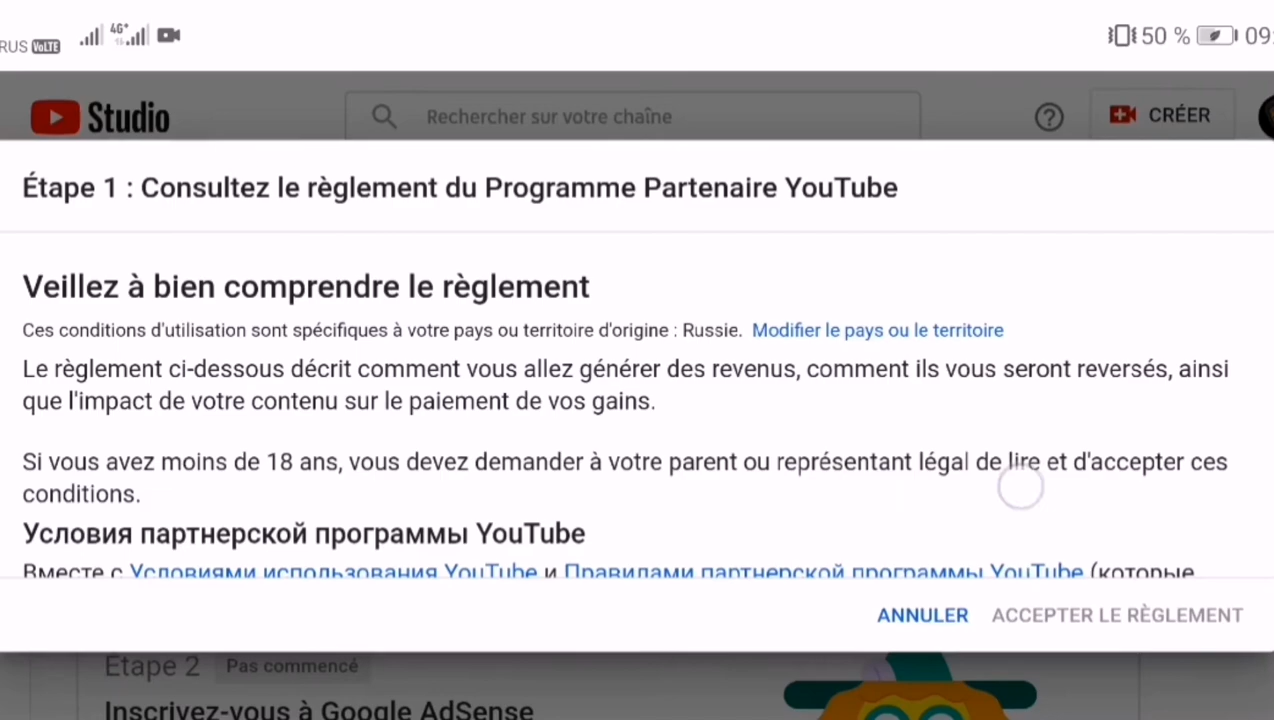 RUS VoLTE 4G+ 50 % 09:
Studio
Rechercher sur votre chaîne
? CRÉER
Étape 1 : Consultez le règlement du Programme Partenaire YouTube
Veillez à bien comprendre le règlement
Ces conditions d'utilisation sont spécifiques à votre pays ou territoire d'origine : Russie. Modifier le pays ou le territoire
Le règlement ci-dessous décrit comment vous allez générer des revenus, comment ils vous seront reversés, ainsi
que l'impact de votre contenu sur le paiement de vos gains.
Si vous avez moins de 18 ans, vous devez demander à votre parent ou représentant légal de lire et d'accepter ces
conditions.
Условия партнерской программы YouTube
Вместе с Условиями использования YouTube и Правилами партнерской программы YouTube (которые
ANNULER ACCEPTER LE RÈGLEMENT
Étape 2 Pas commencé
Inscrivez-vous à Google AdSense